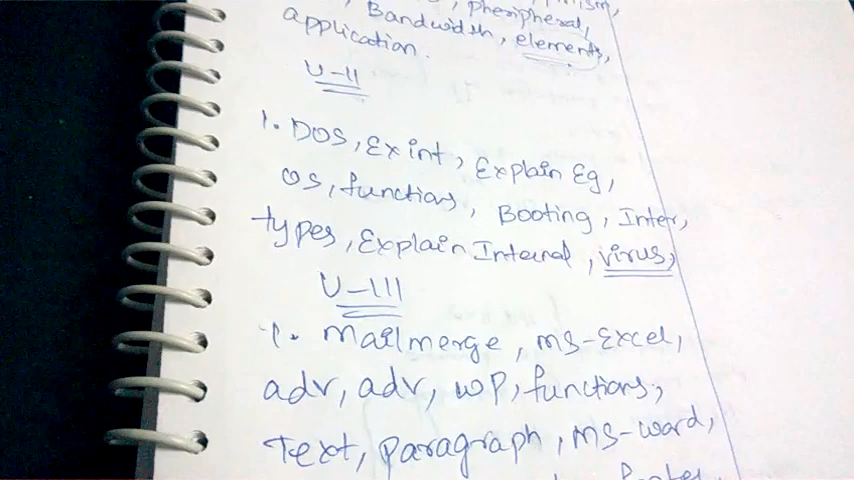 Bandwidth, pheripheral,
application. elements,
U-II
1. DOS, Ex int, Explain Eg,
OS, functions, Booting, Inter,
types, Explain Internal, virus,
U-III
1. Mailmerge, MS-Excel,
adv, adv, WP, functions,
Text, paragraph, MS-word,